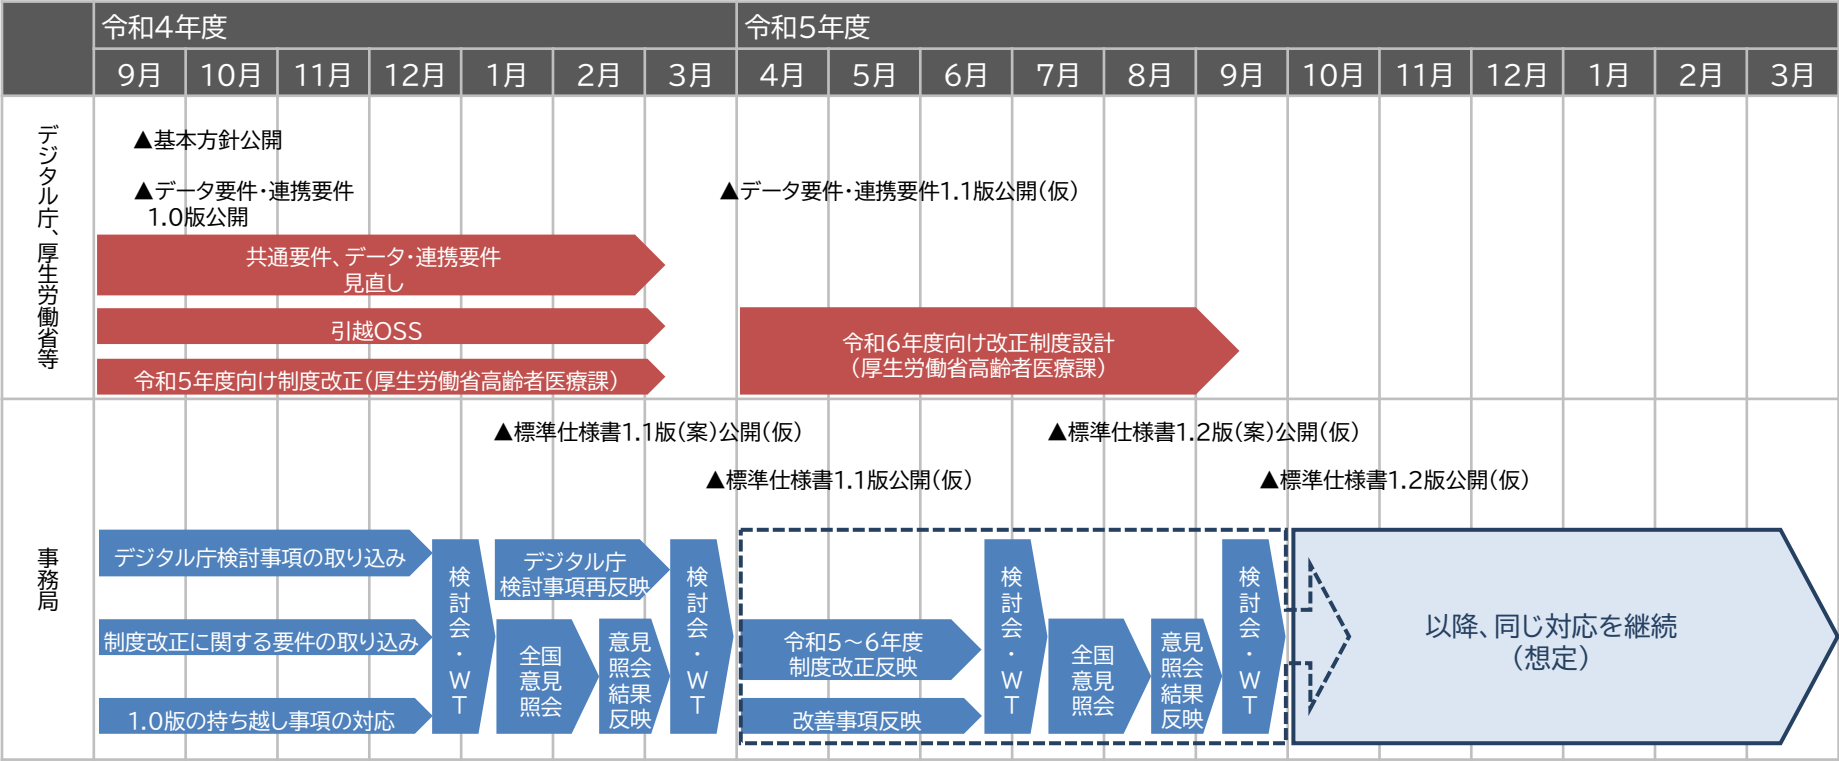 令和4年度
令和5年度
9月
10月
11月
12月
1月
2月
3月
4月
5月
6月
7月
8月
9月
10月
11月
12月
1月
2月
3月
デジタル庁、厚生労働省等
▲基本方針公開
▲データ要件・連携要件
1.0版公開
▲データ要件・連携要件1.1版公開(仮)
共通要件、データ・連携要件
見直し
引越OSS
令和5年度向け制度改正(厚生労働省高齢者医療課)
令和6年度向け改正制度設計
(厚生労働省高齢者医療課)
事務局
▲標準仕様書1.1版(案)公開(仮)
▲標準仕様書1.2版(案)公開(仮)
▲標準仕様書1.1版公開(仮)
▲標準仕様書1.2版公開(仮)
デジタル庁検討事項の取り込み
制度改正に関する要件の取り込み
1.0版の持ち越し事項の対応
検討会・WT
デジタル庁
検討事項再反映
全国
意見
照会
意見
照会
結果
反映
検討会・WT
令和5~6年度
制度改正反映
改善事項反映
検討会・WT
全国
意見
照会
意見
照会
結果
反映
検討会・WT
以降、同じ対応を継続
(想定)